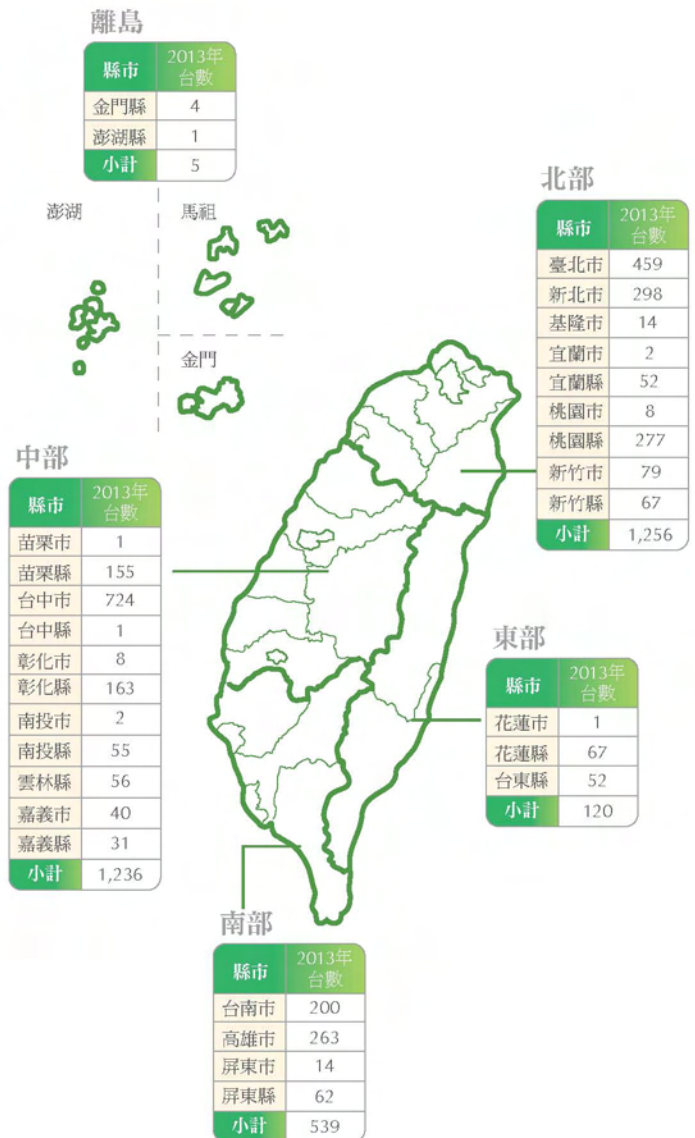 離島
縣市 2013年台數
金門縣 4
澎湖縣 1
小計 5
澎湖
馬祖
金門
北部
縣市 2013年台數
臺北市 459
新北市 298
基隆市 14
宜蘭市 2
宜蘭縣 52
桃園市 8
桃園縣 277
新竹市 79
新竹縣 67
小計 1,256
中部
縣市 2013年台數
苗栗市 1
苗栗縣 155
台中市 724
台中縣 1
彰化市 8
彰化縣 163
南投市 2
南投縣 55
雲林縣 56
嘉義市 40
嘉義縣 31
小計 1,236
東部
縣市 2013年台數
花蓮市 1
花蓮縣 67
台東縣 52
小計 120
南部
縣市 2013年台數
台南市 200
高雄市 263
屏東市 14
屏東縣 62
小計 539